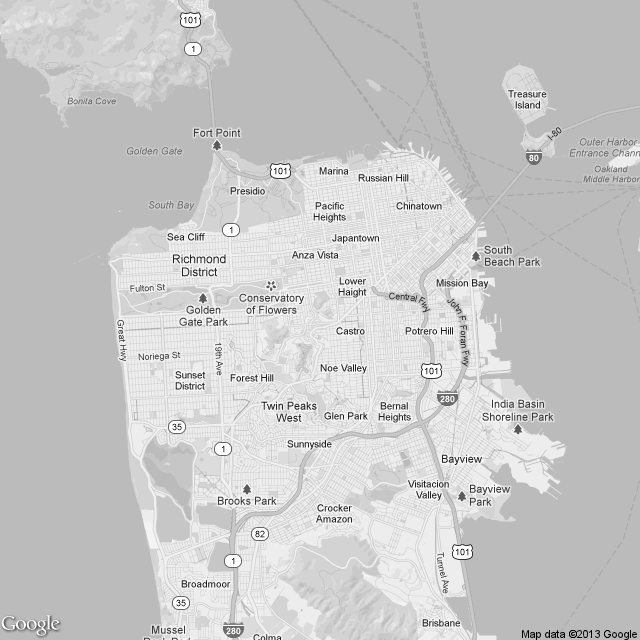 101
1
Bonita Cove
Treasure
Island
I-80
Fort Point
Golden Gate
Outer Harbor
Entrance Chann
80
101
Marina
Russian Hill
Oakland
Middle Harbor
Presidio
South Bay
Pacific
Heights
Chinatown
1
Sea Cliff
Japantown
Anza Vista
South
Beach Park
Richmond
District
Fulton St
Lower
Haight
Mission Bay
Conservatory
of Flowers
Central Fwy
Golden
Gate Park
John F. Foran Fwy
Great Hwy
Castro
Potrero Hill
19th Ave
Noriega St
Noe Valley
101
Sunset
District
Forest Hill
280
Twin Peaks
West
Glen Park
Bernal
Heights
India Basin
Shoreline Park
35
1
Sunnyside
Bayview
Visitacion
Valley
Bayview
Park
Brooks Park
Crocker
Amazon
82
101
1
Tunnel Ave
Broadmoor
35
Mussel
280
Colma
Brisbane
Google
Map data ©2013 Google